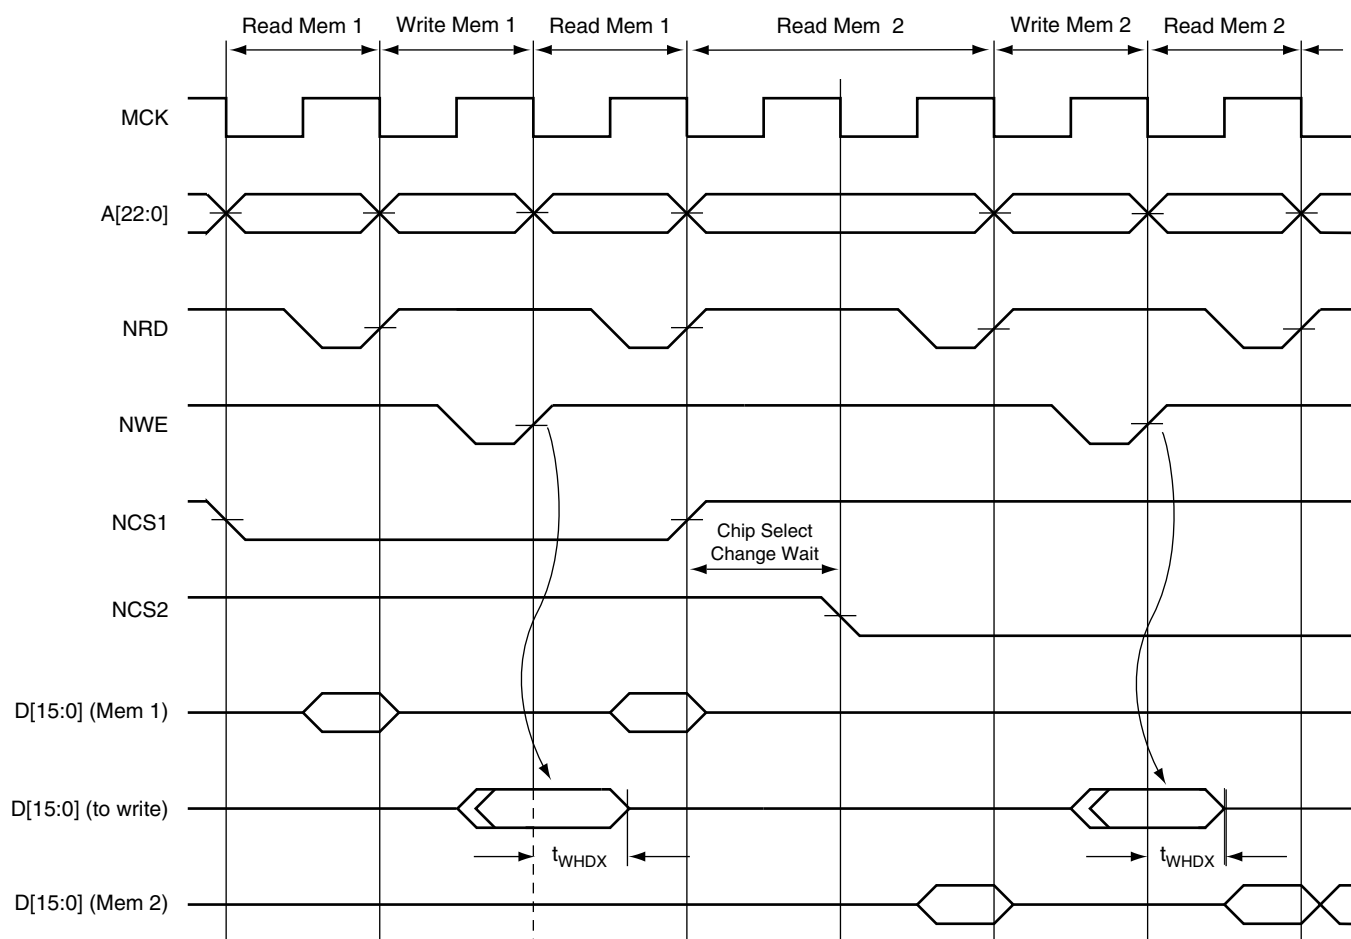 Read Mem 1 Write Mem 1 Read Mem 1 Read Mem 2 Write Mem 2 Read Mem 2
MCK
A[22:0]
NRD
NWE
NCS1
Chip Select
Change Wait
NCS2
D[15:0] (Mem 1)
D[15:0] (to write)
tWHDX tWHDX
D[15:0] (Mem 2)